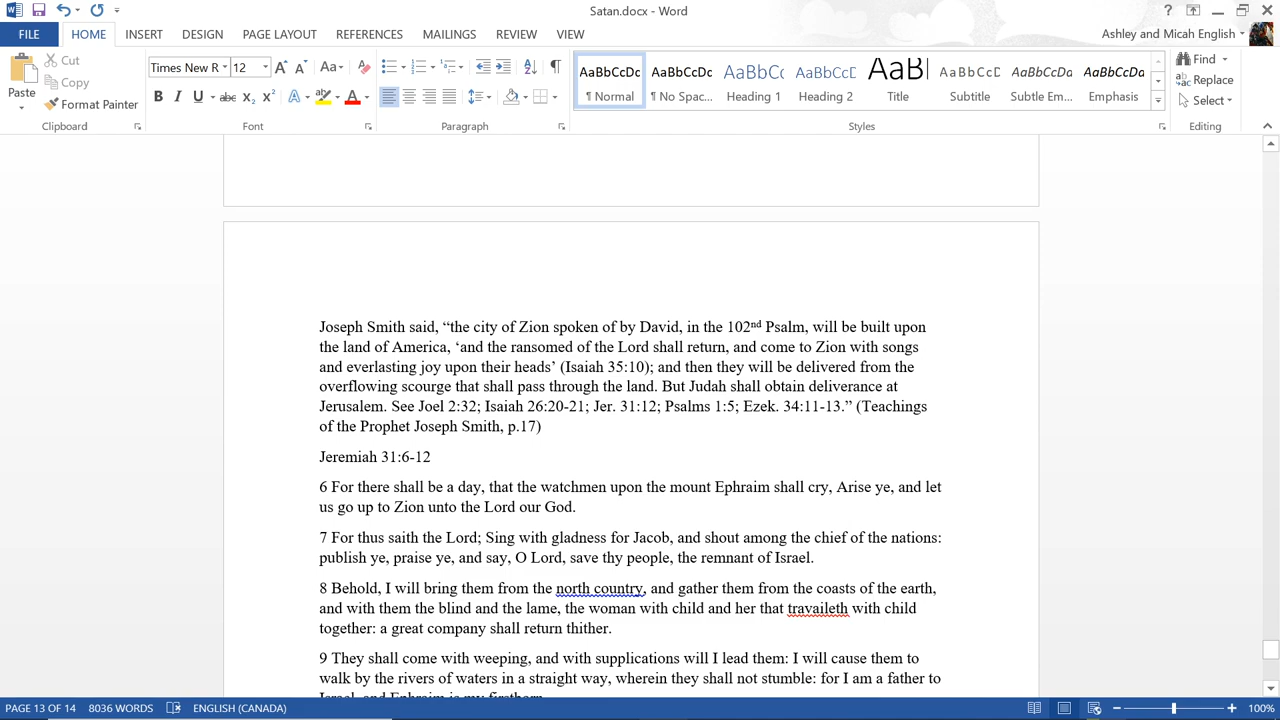 Satan.docx - Word
FILE HOME INSERT DESIGN PAGE LAYOUT REFERENCES MAILINGS REVIEW VIEW Ashley and Micah English
Paste Cut Copy Format Painter
Clipboard
Times New R 12
Font
Paragraph
AaBbCcDc AaBbCcDc AaBbCc AaBbCcD AaB AaBbCcD AaBbCcDa AaBbCcDa
¶ Normal ¶ No Spac... Heading 1 Heading 2 Title Subtitle Subtle Em... Emphasis
Styles
Find
Replace
Select
Editing
Joseph Smith said, “the city of Zion spoken of by David, in the 102nd Psalm, will be built upon
the land of America, ‘and the ransomed of the Lord shall return, and come to Zion with songs
and everlasting joy upon their heads’ (Isaiah 35:10); and then they will be delivered from the
overflowing scourge that shall pass through the land. But Judah shall obtain deliverance at
Jerusalem. See Joel 2:32; Isaiah 26:20-21; Jer. 31:12; Psalms 1:5; Ezek. 34:11-13.” (Teachings
of the Prophet Joseph Smith, p.17)
Jeremiah 31:6-12
6 For there shall be a day, that the watchmen upon the mount Ephraim shall cry, Arise ye, and let
us go up to Zion unto the Lord our God.
7 For thus saith the Lord; Sing with gladness for Jacob, and shout among the chief of the nations:
publish ye, praise ye, and say, O Lord, save thy people, the remnant of Israel.
8 Behold, I will bring them from the north country, and gather them from the coasts of the earth,
and with them the blind and the lame, the woman with child and her that travaileth with child
together: a great company shall return thither.
9 They shall come with weeping, and with supplications will I lead them: I will cause them to
walk by the rivers of waters in a straight way, wherein they shall not stumble: for I am a father to
Israel, and Ephraim is my firstborn.
PAGE 13 OF 14 8036 WORDS ENGLISH (CANADA) 100%